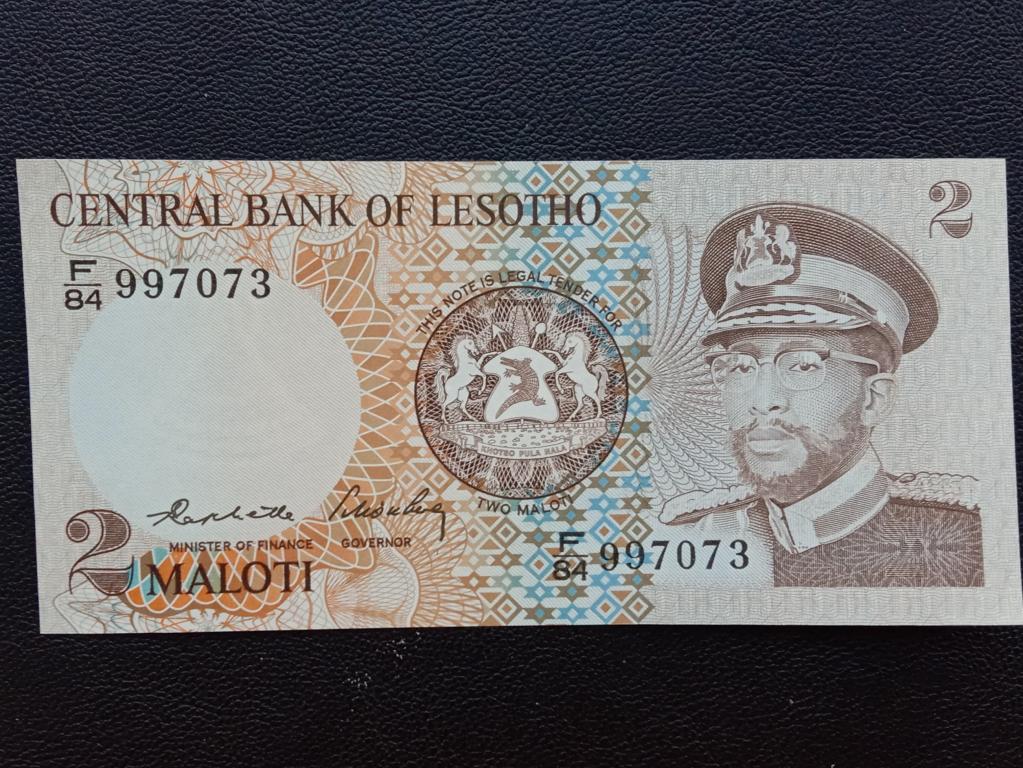 CENTRAL BANK OF LESOTHO
2
F/84 997073
THIS NOTE IS LEGAL TENDER FOR
KHOTSO PULA NALA
TWO MALOTI
MINISTER OF FINANCE GOVERNOR
2 MALOTI
F/84 997073